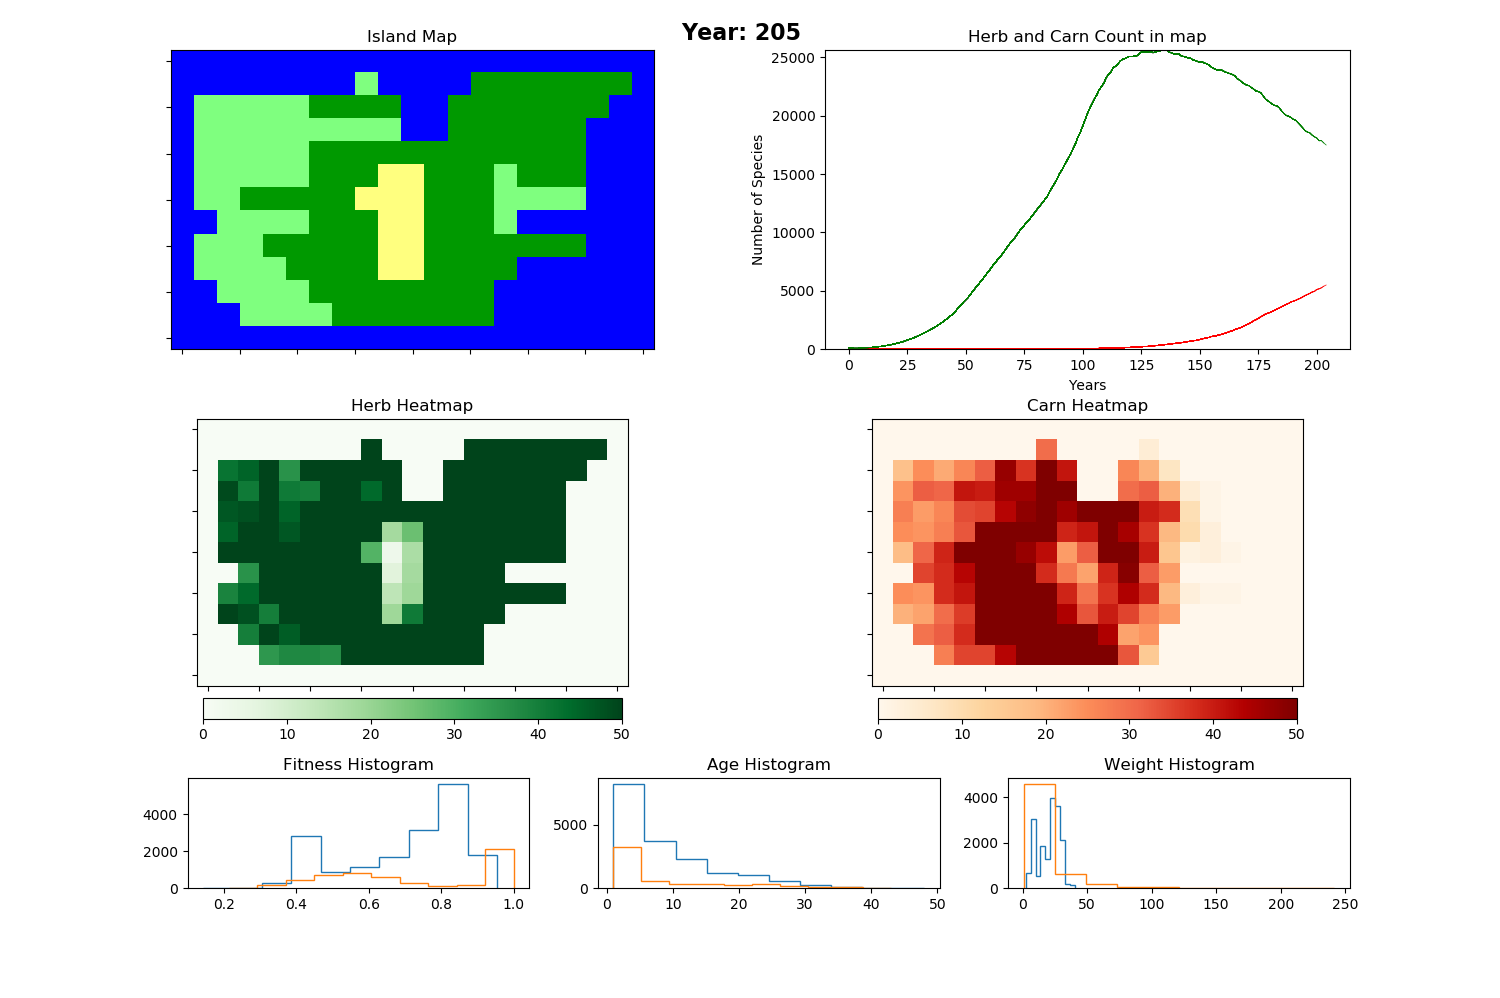 Year: 205
Island Map
Herb and Carn Count in map
25000
20000
15000
10000
5000
0
Number of Species
0 25 50 75 100 125 150 175 200
Years
Herb Heatmap
Carn Heatmap
0 10 20 30 40 50
0 10 20 30 40 50
Fitness Histogram
4000
2000
0
0.2 0.4 0.6 0.8 1.0
Age Histogram
5000
0
0 10 20 30 40 50
Weight Histogram
4000
2000
0
0 50 100 150 200 250